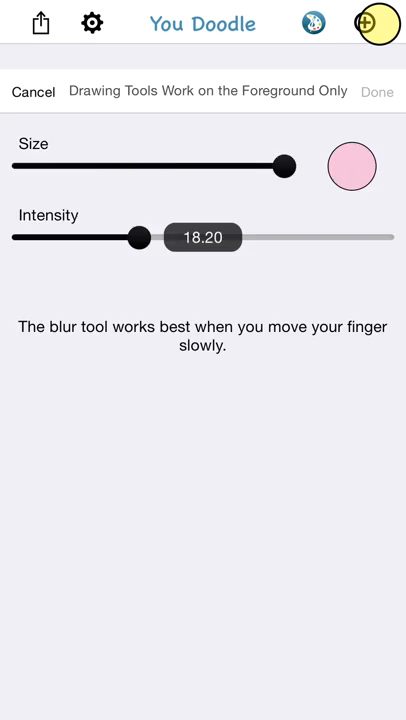 You Doodle
Cancel Drawing Tools Work on the Foreground Only Done
Size
Intensity
18.20
The blur tool works best when you move your finger
slowly.